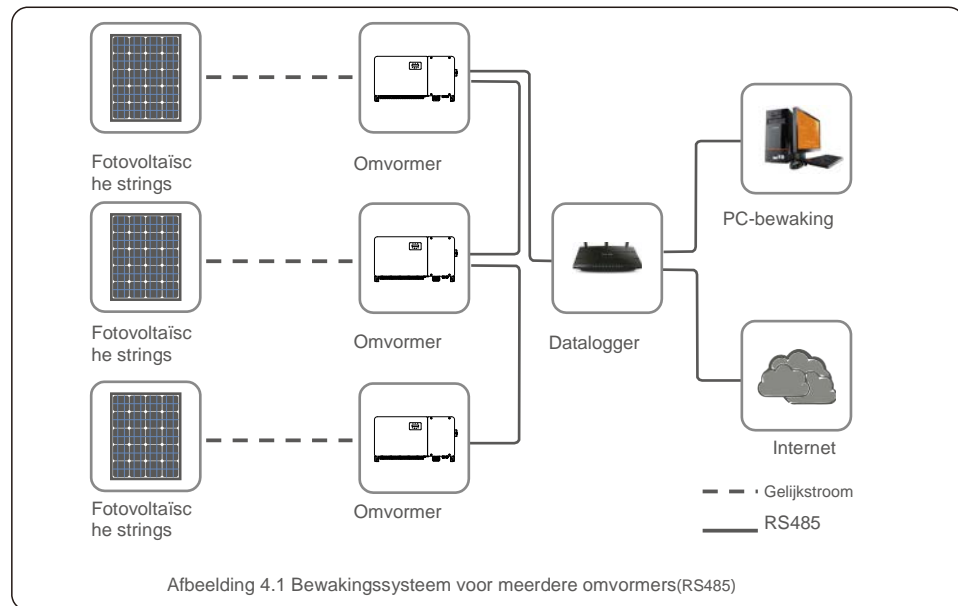 Fotovoltaïsc
he strings
Omvormer
PC-bewaking
Fotovoltaïsc
he strings
Omvormer
Datalogger
Internet
Gelijkstroom
RS485
Fotovoltaïsc
he strings
Omvormer
Afbeelding 4.1 Bewakingssysteem voor meerdere omvormers(RS485)